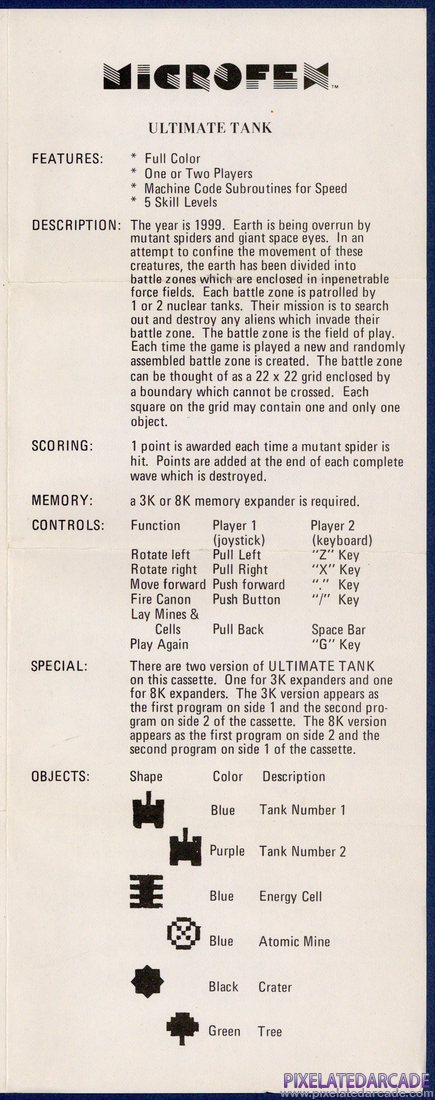 MICROFEX™
ULTIMATE TANK
FEATURES: * Full Color
* One or Two Players
* Machine Code Subroutines for Speed
* 5 Skill Levels
DESCRIPTION: The year is 1999. Earth is being overrun by
mutant spiders and giant space eyes. In an
attempt to confine the movement of these
creatures, the earth has been divided into
battle zones which are enclosed in inpenetrable
force fields. Each battle zone is patrolled by
1 or 2 nuclear tanks. Their mission is to search
out and destroy any aliens which invade their
battle zone. The battle zone is the field of play.
Each time the game is played a new and randomly
assembled battle zone is created. The battle zone
can be thought of as a 22 x 22 grid enclosed by
a boundary which cannot be crossed. Each
square on the grid may contain one and only one
object.
SCORING: 1 point is awarded each time a mutant spider is
hit. Points are added at the end of each complete
wave which is destroyed.
MEMORY: a 3K or 8K memory expander is required.
CONTROLS: Function Player 1 Player 2
(joystick) (keyboard)
Rotate left Pull Left "Z" Key
Rotate right Pull Right "X" Key
Move forward Push forward "." Key
Fire Canon Push Button "/" Key
Lay Mines &
Cells Pull Back Space Bar
Play Again "G" Key
SPECIAL: There are two version of ULTIMATE TANK
on this cassette. One for 3K expanders and one
for 8K expanders. The 3K version appears as
the first program on side 1 and the second pro-
gram on side 2 of the cassette. The 8K version
appears as the first program on side 2 and the
second program on side 1 of the cassette.
OBJECTS: Shape Color Description
Blue Tank Number 1
Purple Tank Number 2
Blue Energy Cell
Blue Atomic Mine
Black Crater
Green Tree
PIXELATEDARCADE
www.pixelatedarcade.com